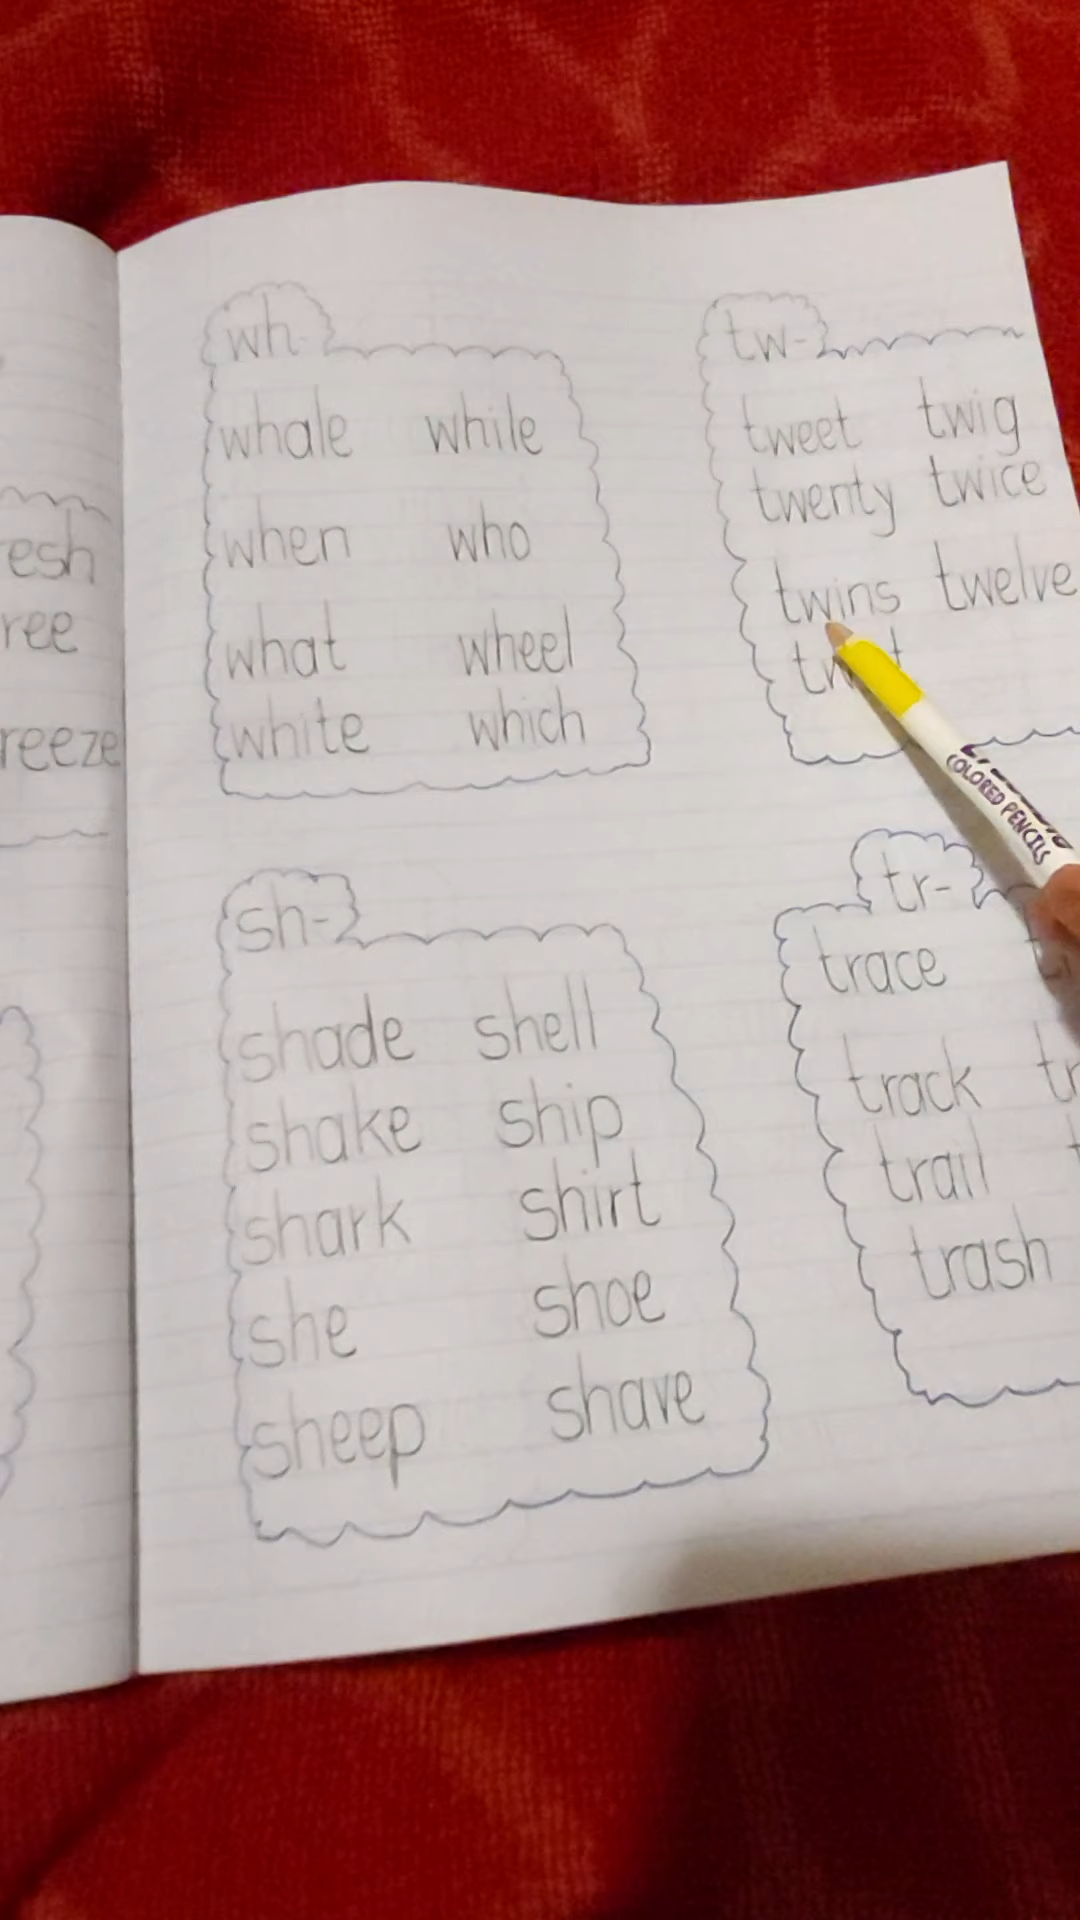 wh-
whale while
when who
what wheel
white which
tw-
tweet twig
twenty twice
twins twelve
sh-
shade shell
shake ship
shark shirt
she shoe
sheep shave
tr-
trace
track tr
trail
trash
esh
ree
reeze
COLORED PENCILS